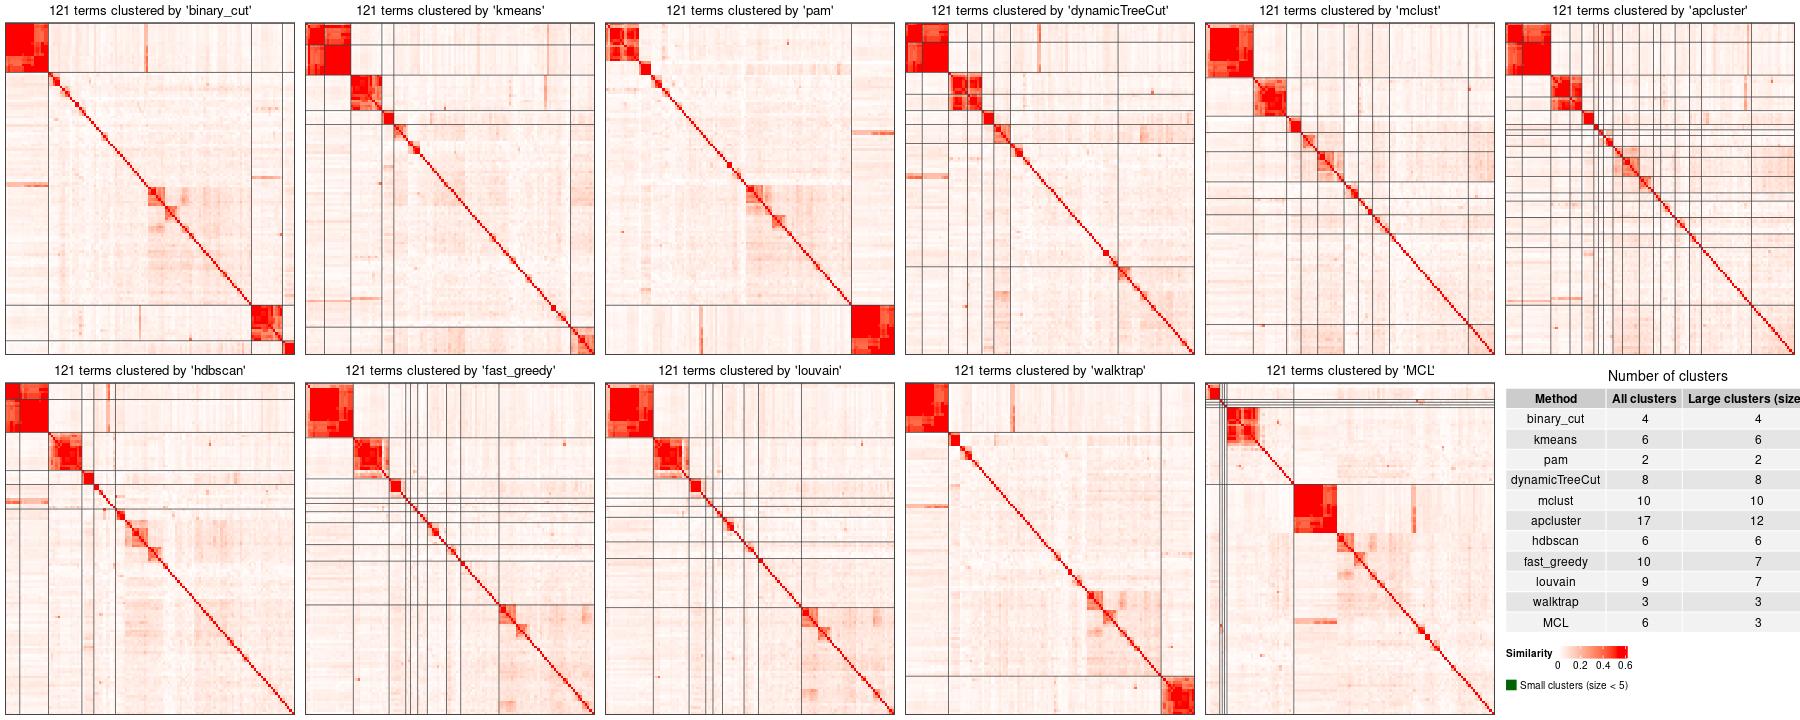 121 terms clustered by 'binary_cut'
121 terms clustered by 'kmeans'
121 terms clustered by 'pam'
121 terms clustered by 'dynamicTreeCut'
121 terms clustered by 'mclust'
121 terms clustered by 'apcluster'
121 terms clustered by 'hdbscan'
121 terms clustered by 'fast_greedy'
121 terms clustered by 'louvain'
121 terms clustered by 'walktrap'
121 terms clustered by 'MCL'
Number of clusters
Method All clusters Large clusters (size
binary_cut 4 4
kmeans 6 6
pam 2 2
dynamicTreeCut 8 8
mclust 10 10
apcluster 17 12
hdbscan 6 6
fast_greedy 10 7
louvain 9 7
walktrap 3 3
MCL 6 3
Similarity
0 0.2 0.4 0.6
Small clusters (size < 5)